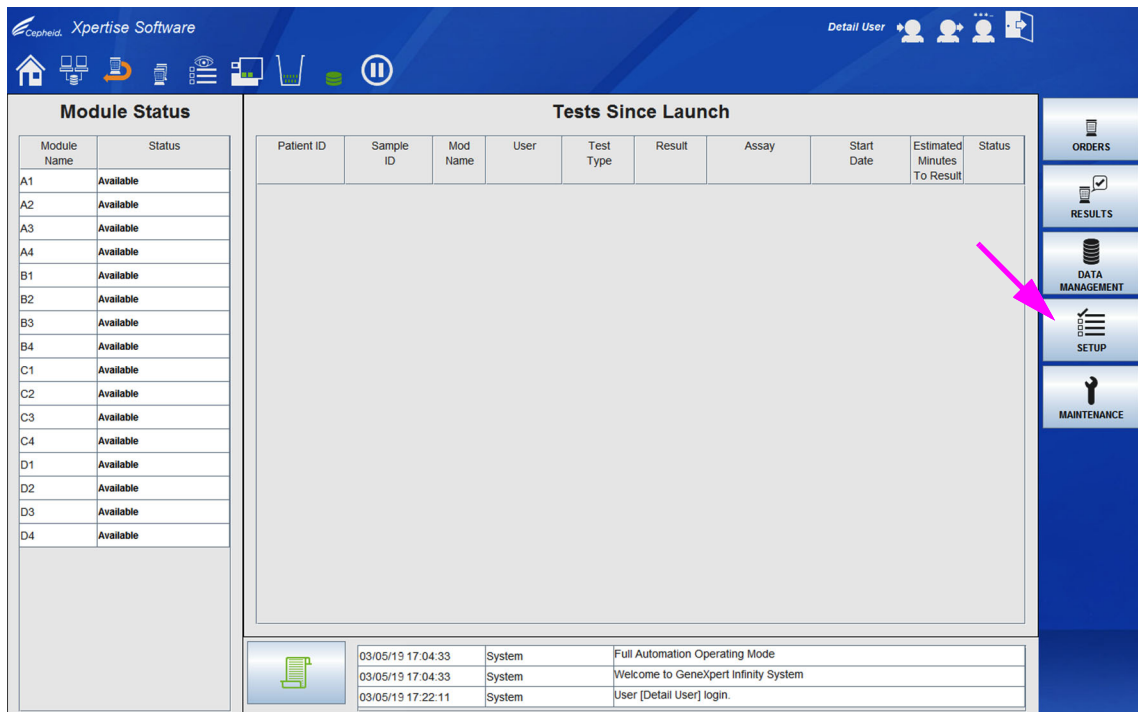 Cepheid. Xpertise Software
Detail User
Module Status
Module Name
Status
A1 Available
A2 Available
A3 Available
A4 Available
B1 Available
B2 Available
B3 Available
B4 Available
C1 Available
C2 Available
C3 Available
C4 Available
D1 Available
D2 Available
D3 Available
D4 Available
Tests Since Launch
Patient ID
Sample ID
Mod Name
User
Test Type
Result
Assay
Start Date
Estimated Minutes To Result
Status
03/05/19 17:04:33 System Full Automation Operating Mode
03/05/19 17:04:33 System Welcome to GeneXpert Infinity System
03/05/19 17:22:11 System User [Detail User] login.
ORDERS
RESULTS
DATA
MANAGEMENT
SETUP
MAINTENANCE